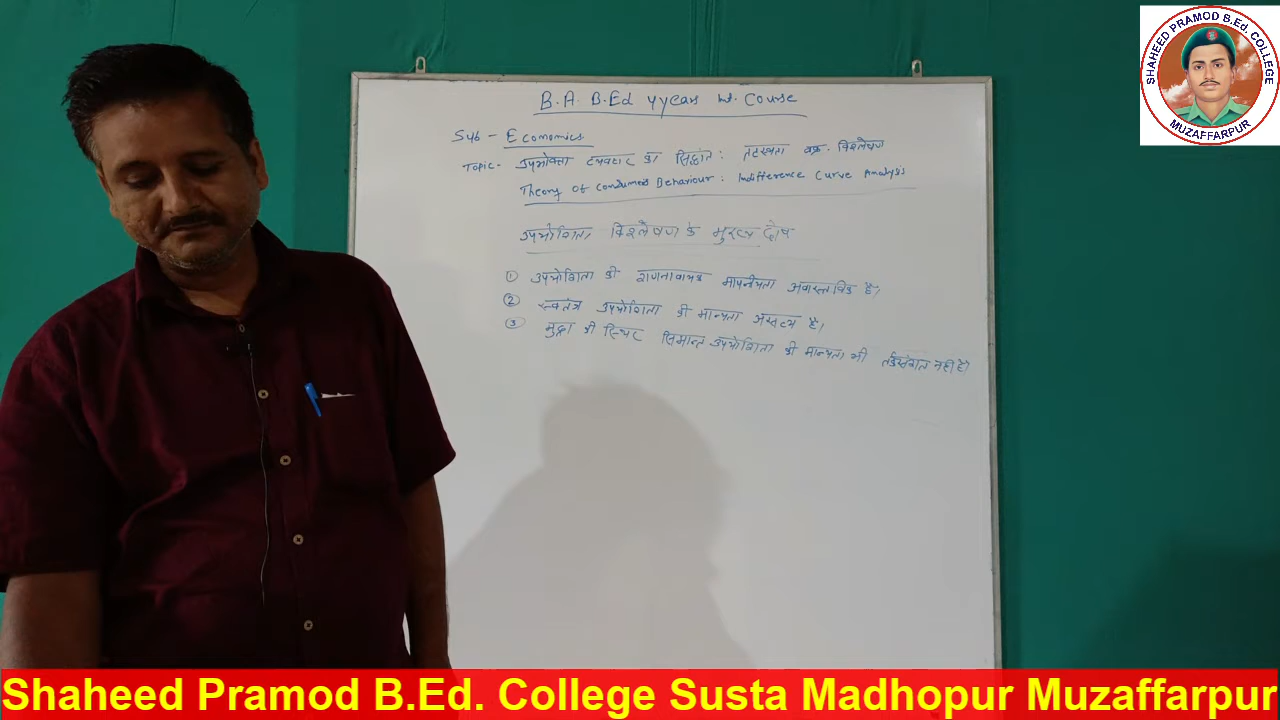 SHAHEED PRAMOD B.Ed. COLLEGE
MUZAFFARPUR
B.A. B.Ed 4 years Int. Course
Sub - Economics
Topic - उपभोक्ता व्यवहार का सिद्धांत : तटस्थता वक्र - विश्लेषण
Theory of Consumer Behaviour : Indifference Curve Analysis
उपयोगिता विश्लेषण के मुख्य दोष
① उपयोगिता की गणनावाचक मापनीयता अवास्तविक है।
② स्वतंत्र उपयोगिता की मान्यता असत्य है।
③ मुद्रा की स्थिर सिमान्त उपयोगिता की मान्यता भी तर्कसंगत नहीं है।
Shaheed Pramod B.Ed. College Susta Madhopur Muzaffarpur